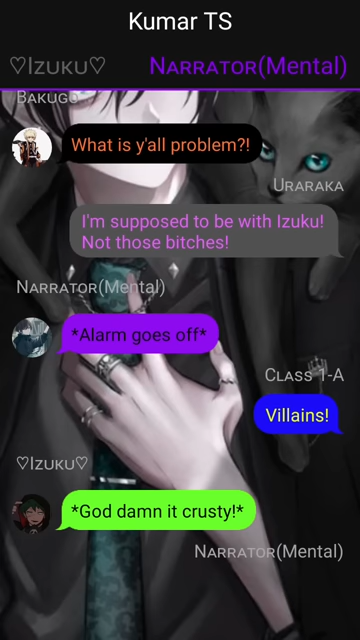 Kumar TS
♡Izuku♡ Narrator(Mental)
Bakugo
What is y'all problem?!
Uraraka
I'm supposed to be with Izuku!
Not those bitches!
Narrator(Mental)
*Alarm goes off*
Class 1-A
Villains!
♡Izuku♡
*God damn it crusty!*
Narrator(Mental)